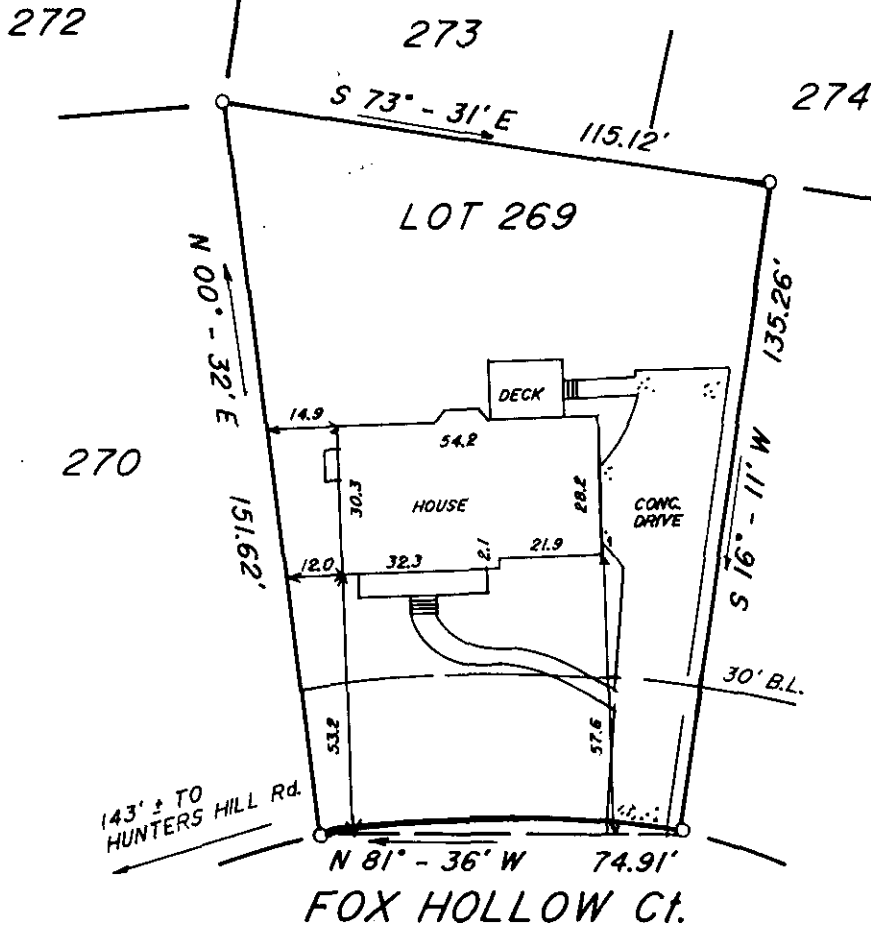 272
273
274
S 73° - 31' E
115.12'
LOT 269
N 00° - 32' E
151.62'
135.26'
S 16° - 11' W
270
14.9
DECK
54.2
30.3
HOUSE
28.2
CONC.
DRIVE
12.0
32.3
2.1
21.9
30' B.L.
53.2
57.6
143' ± TO
HUNTERS HILL Rd.
N 81° - 36' W
74.91'
FOX HOLLOW Ct.